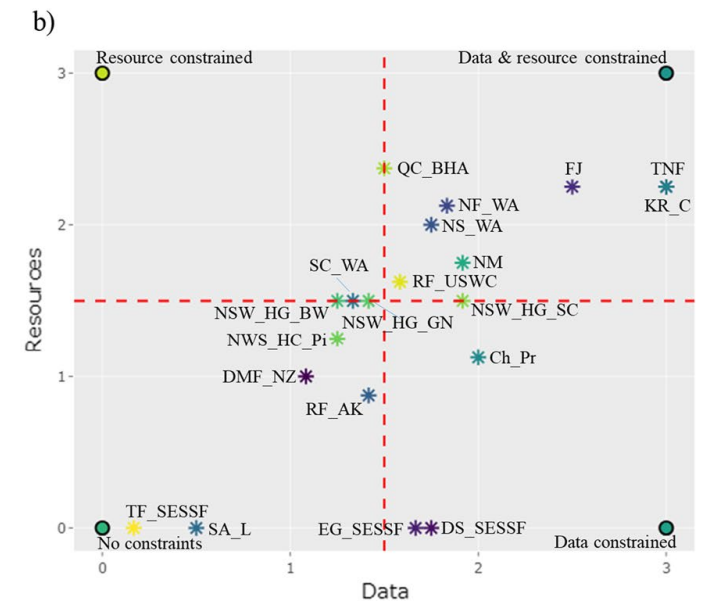 b)
Resource constrained
Data & resource constrained
3
QC_BHA
FJ
TNF
KR_C
NF_WA
2
NS_WA
SC_WA
NM
RF_USWC
NSW_HG_BW
NSW_HG_GN
NSW_HG_SC
NWS_HC_Pi
Ch_Pr
Resources
1
DMF_NZ
RF_AK
TF_SESSF
0
SA_L
EG_SESSF
DS_SESSF
No constraints
Data constrained
0
1
2
3
Data